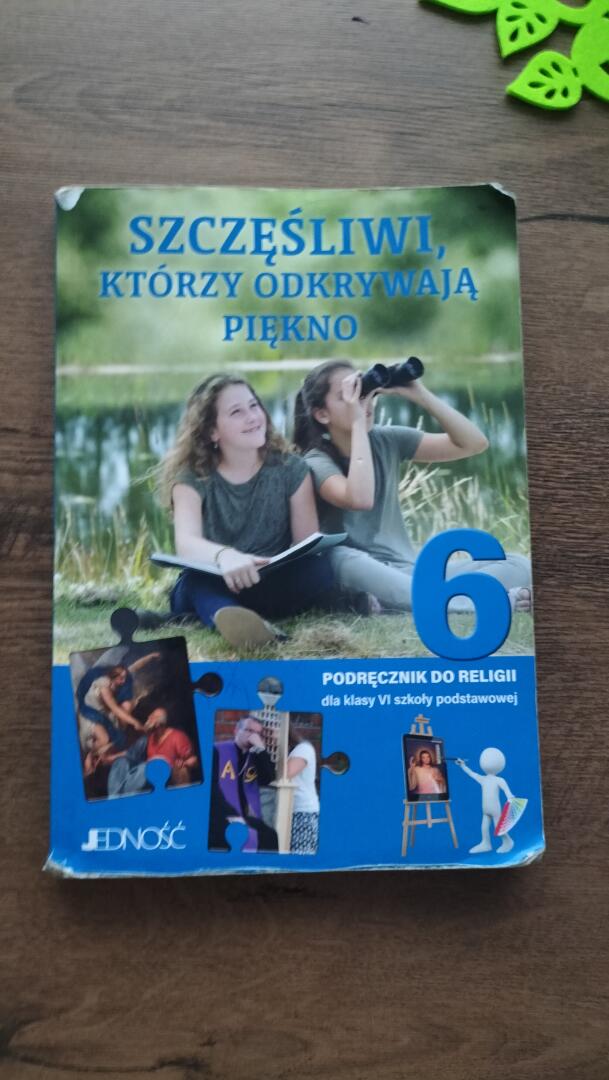 SZCZĘŚLIWI,
KTÓRZY ODKRYWAJĄ
PIĘKNO
6
PODRĘCZNIK DO RELIGII
dla klasy VI szkoły podstawowej
JEDNOŚĆ